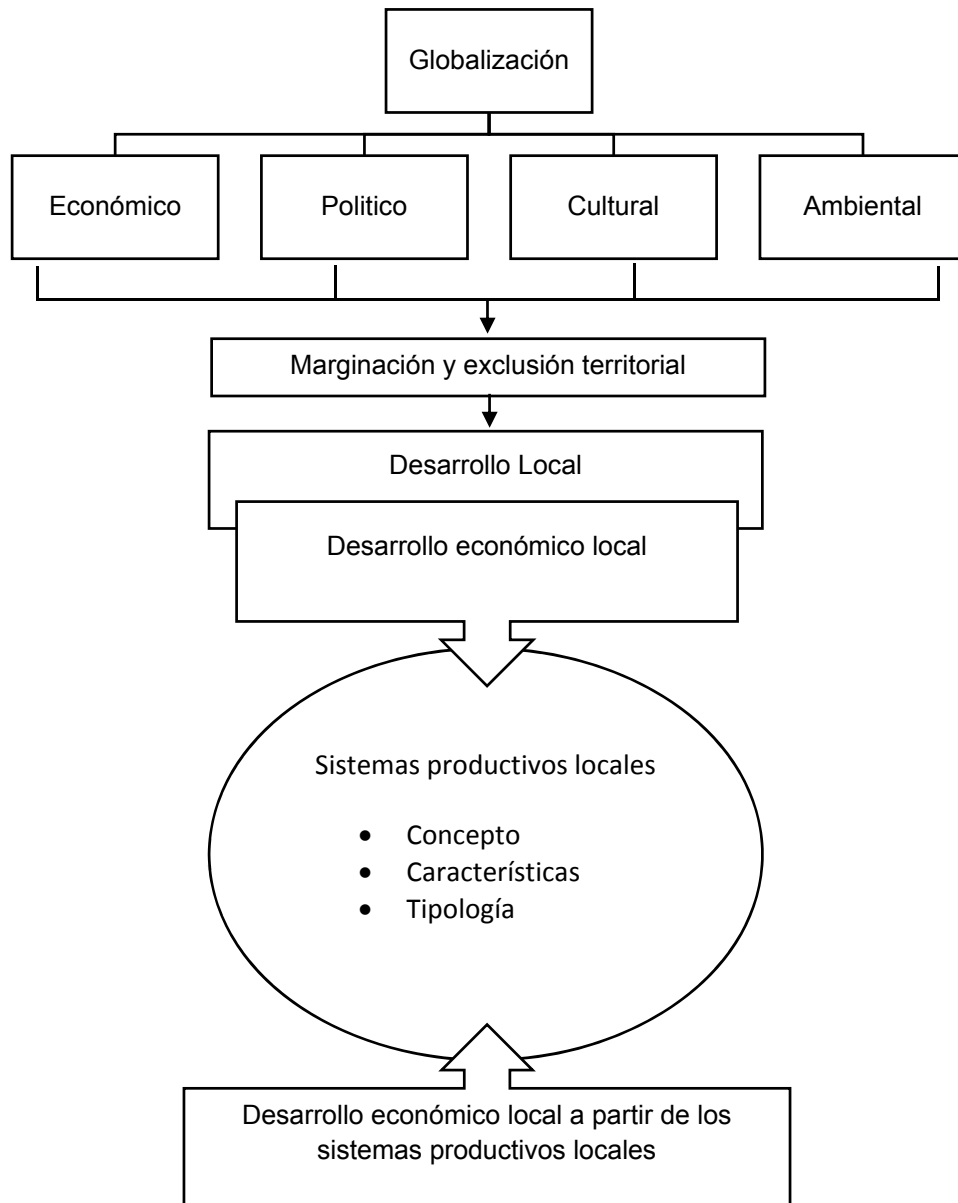 Globalización
Económico
Politico
Cultural
Ambiental
Marginación y exclusión territorial
Desarrollo Local
Desarrollo económico local
Sistemas productivos locales
• Concepto
• Característícas
• Tipología
Desarrollo económico local a partir de los
sistemas productivos locales